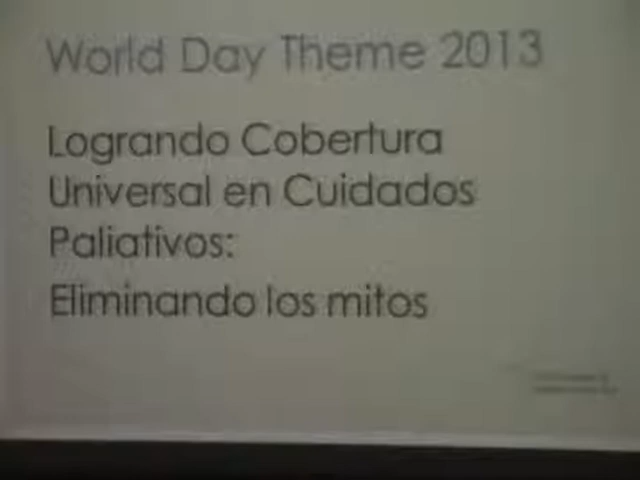 World Day Theme 2013
Logrando Cobertura
Universal en Cuidados
Paliativos:
Eliminando los mitos